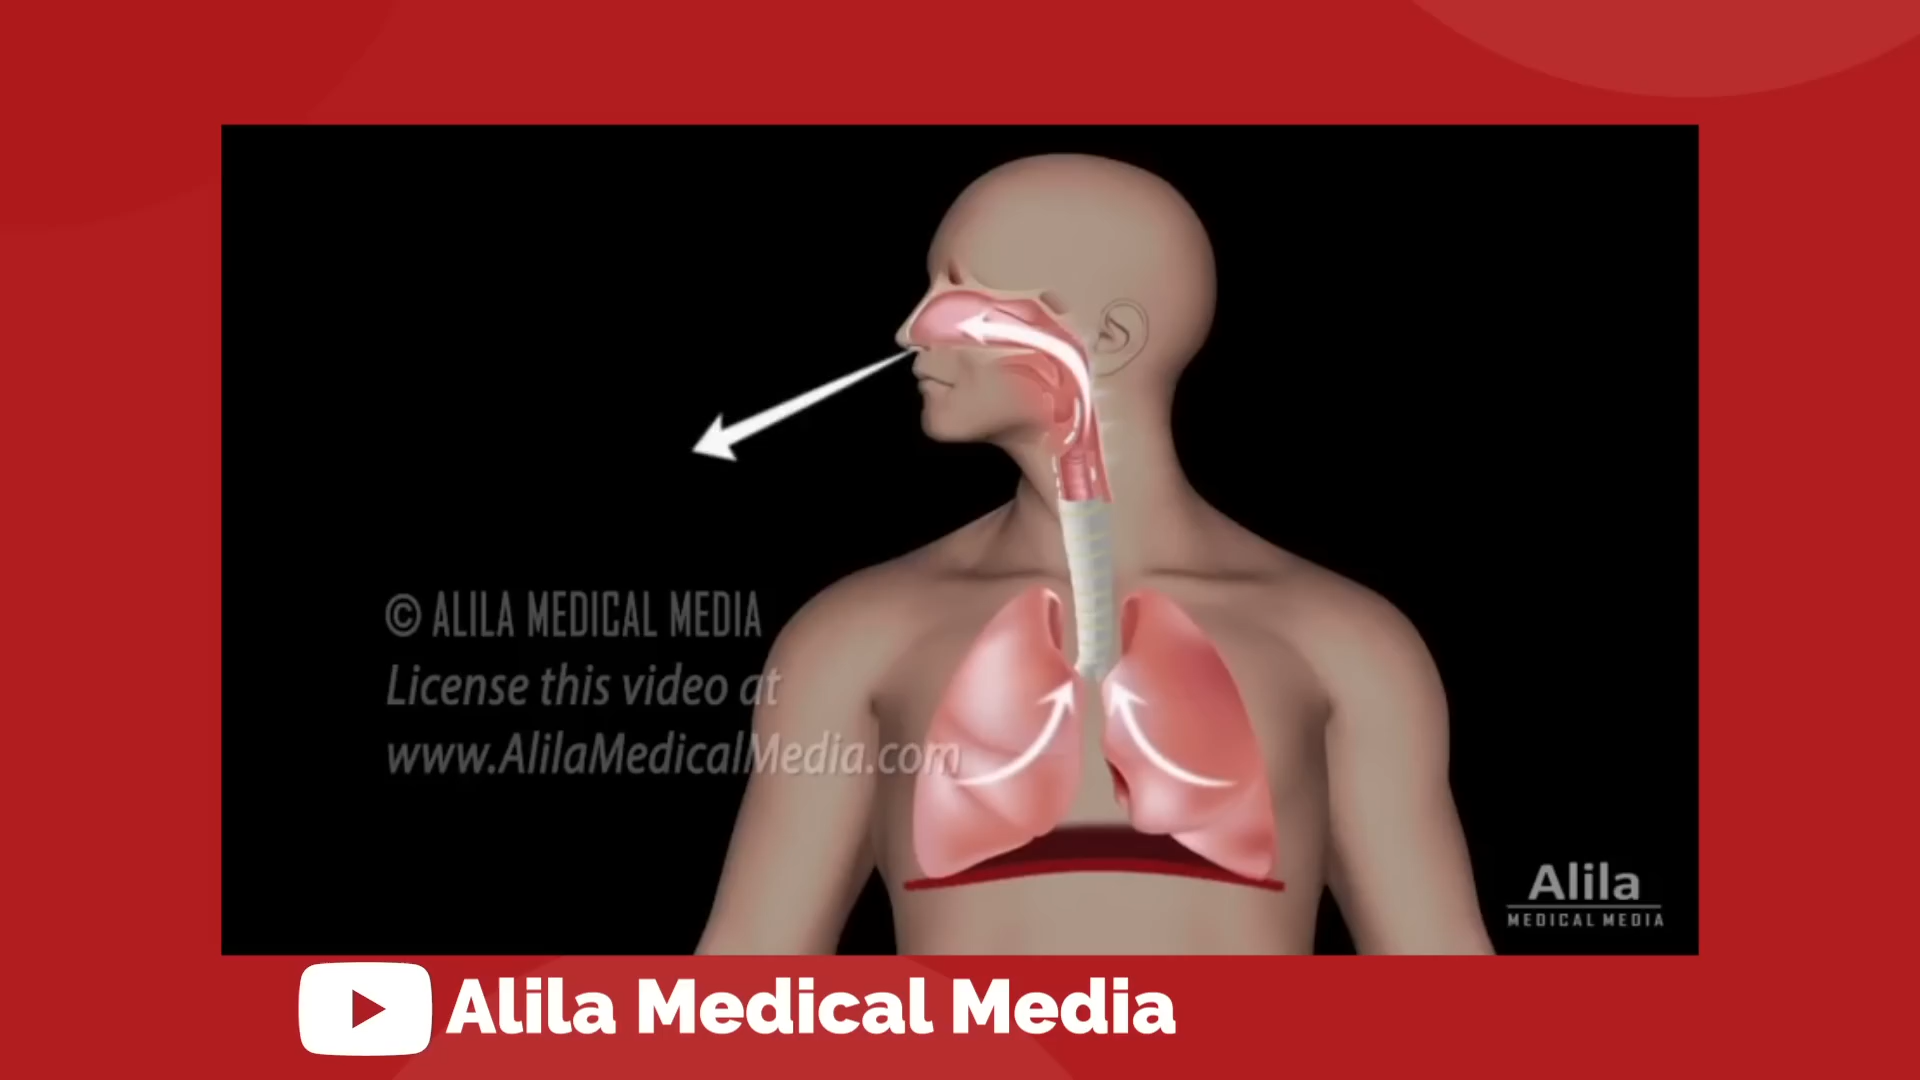 © ALILA MEDICAL MEDIA
License this video at
www.AlilaMedicalMedia.com
Alila
MEDICAL MEDIA
Alila Medical Media